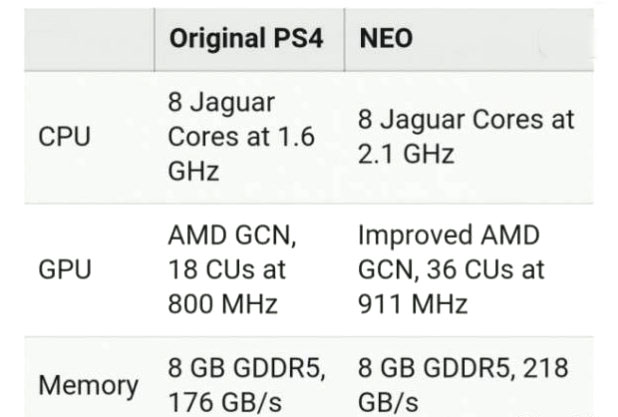 Original PS4 NEO
CPU
8 Jaguar
Cores at 1.6
GHz
8 Jaguar Cores at
2.1 GHz
GPU
AMD GCN,
18 CUs at
800 MHz
Improved AMD
GCN, 36 CUs at
911 MHz
Memory
8 GB GDDR5,
176 GB/s
8 GB GDDR5, 218
GB/s